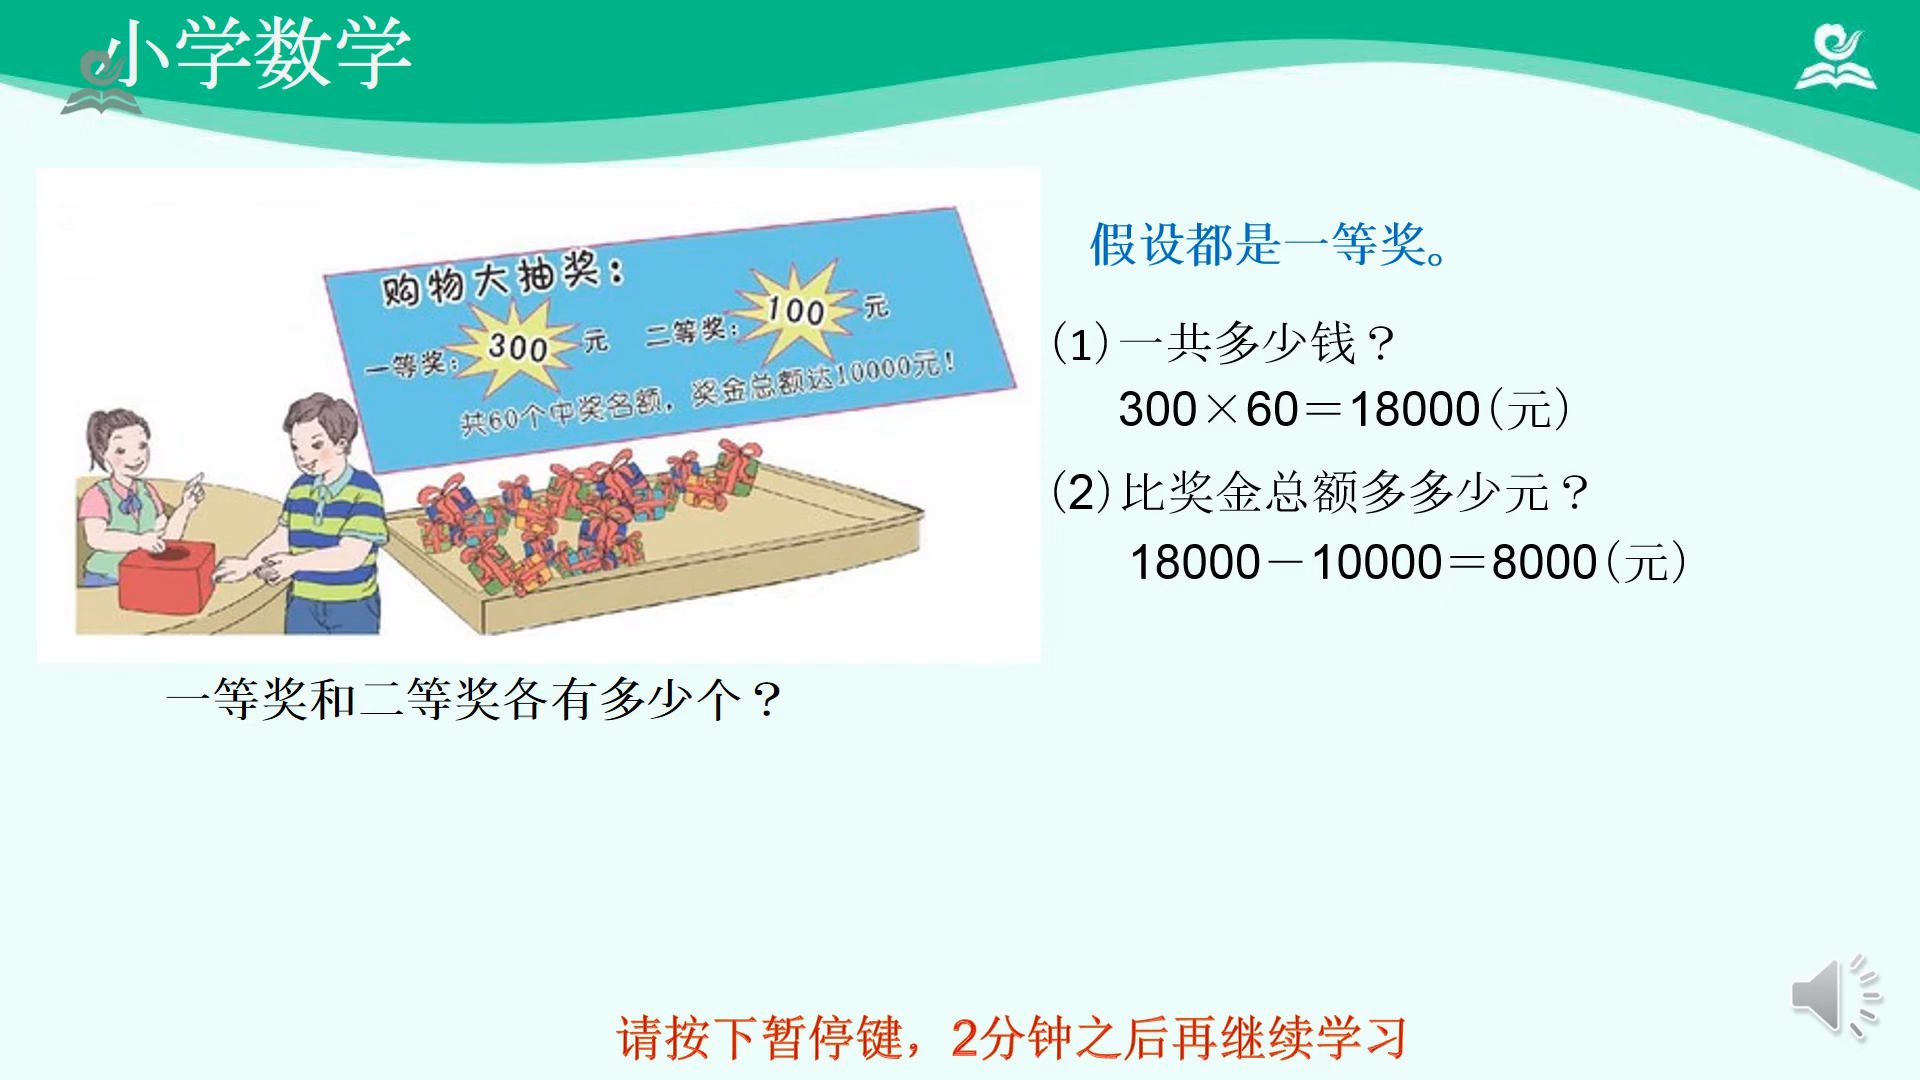 小学数学
购物大抽奖：
一等奖：300元 二等奖：100元
共60个中奖名额，奖金总额达10000元！
一等奖和二等奖各有多少个？
假设都是一等奖。
(1)一共多少钱？
300×60＝18000(元)
(2)比奖金总额多多少元？
18000－10000＝8000(元)
请按下暂停键，2分钟之后再继续学习